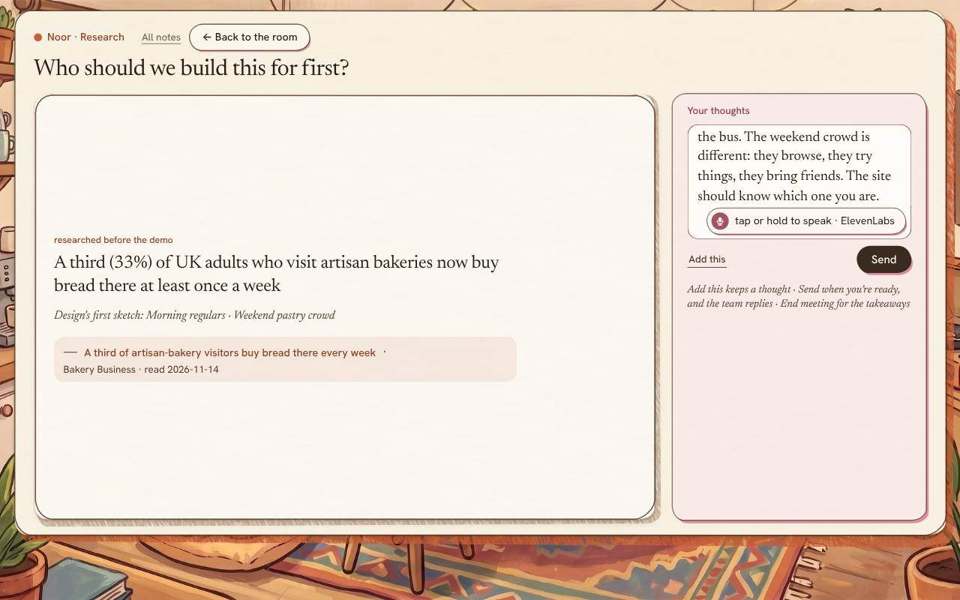 Noor · Research
All notes
← Back to the room
Who should we build this for first?
researched before the demo
A third (33%) of UK adults who visit artisan bakeries now buy
bread there at least once a week
Design's first sketch: Morning regulars · Weekend pastry crowd
— A third of artisan-bakery visitors buy bread there every week ·
Bakery Business · read 2026-11-14
Your thoughts
the bus. The weekend crowd is
different: they browse, they try
things, they bring friends. The site
should know which one you are.
tap or hold to speak · ElevenLabs
Add this
Send
Add this keeps a thought · Send when you're ready,
and the team replies · End meeting for the takeaways